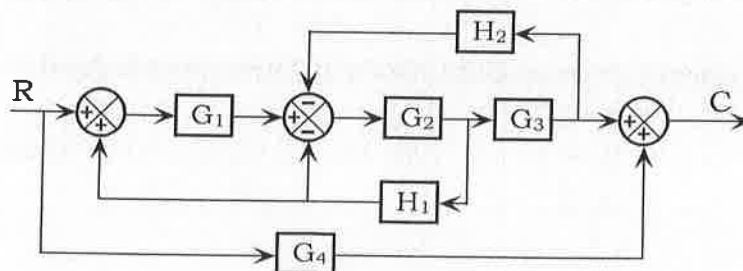 H₂
R
G₁
G₂
G₃
C
H₁
G₄
+
+
+
−
−
+
+